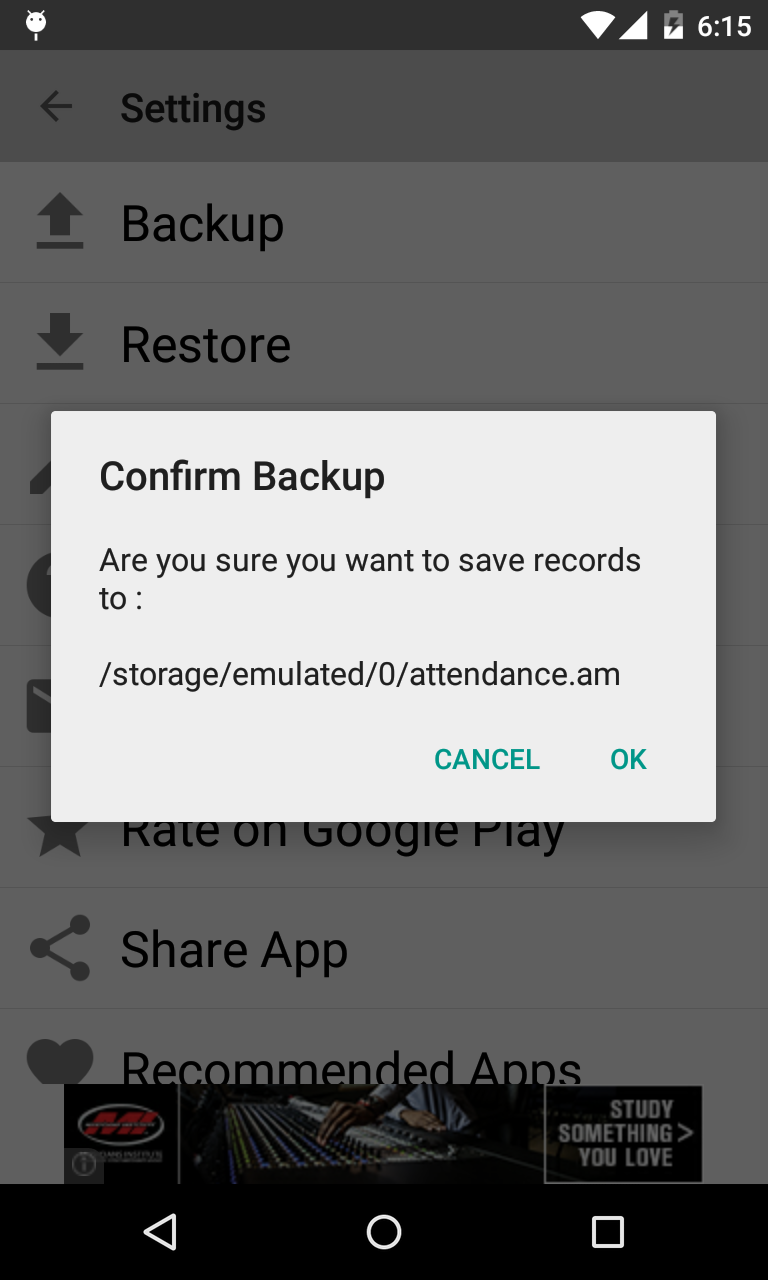 6:15
Settings
Backup
Restore
Confirm Backup
Are you sure you want to save records
to :
/storage/emulated/0/attendance.am
CANCEL
OK
Rate on Google Play
Share App
Recommended Apps
MI
STUDY
SOMETHING >
YOU LOVE